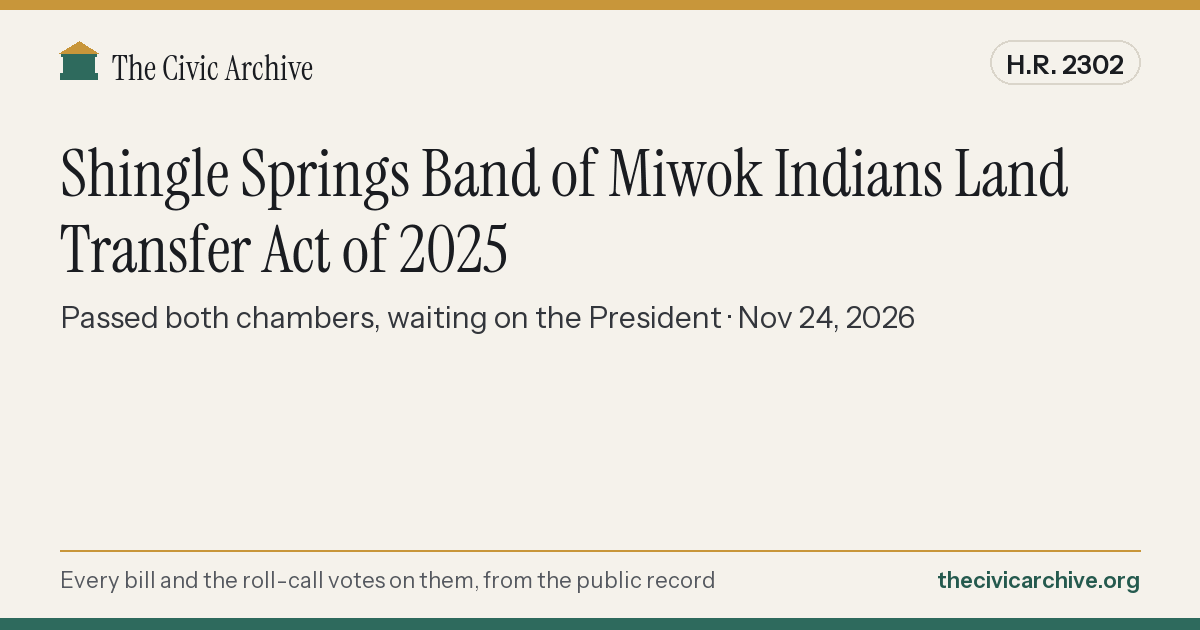 The Civic Archive
H.R. 2302
Shingle Springs Band of Miwok Indians Land
Transfer Act of 2025
Passed both chambers, waiting on the President · Nov 24, 2026
Every bill and the roll-call votes on them, from the public record
thecivicarchive.org